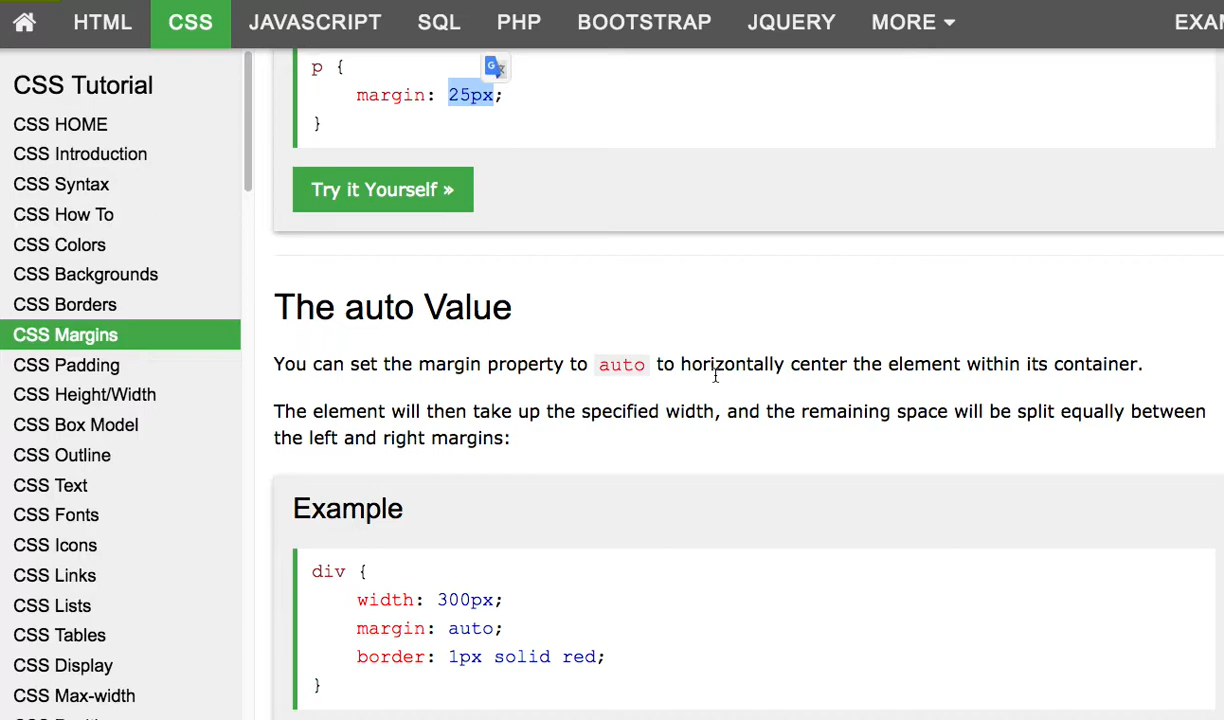 HTML CSS JAVASCRIPT SQL PHP BOOTSTRAP JQUERY MORE EXAM
CSS Tutorial
CSS HOME
CSS Introduction
CSS Syntax
CSS How To
CSS Colors
CSS Backgrounds
CSS Borders
CSS Margins
CSS Padding
CSS Height/Width
CSS Box Model
CSS Outline
CSS Text
CSS Fonts
CSS Icons
CSS Links
CSS Lists
CSS Tables
CSS Display
CSS Max-width
p {
margin: 25px;
}
Try it Yourself »
The auto Value
You can set the margin property to auto to horizontally center the element within its container.
The element will then take up the specified width, and the remaining space will be split equally between
the left and right margins:
Example
div {
width: 300px;
margin: auto;
border: 1px solid red;
}